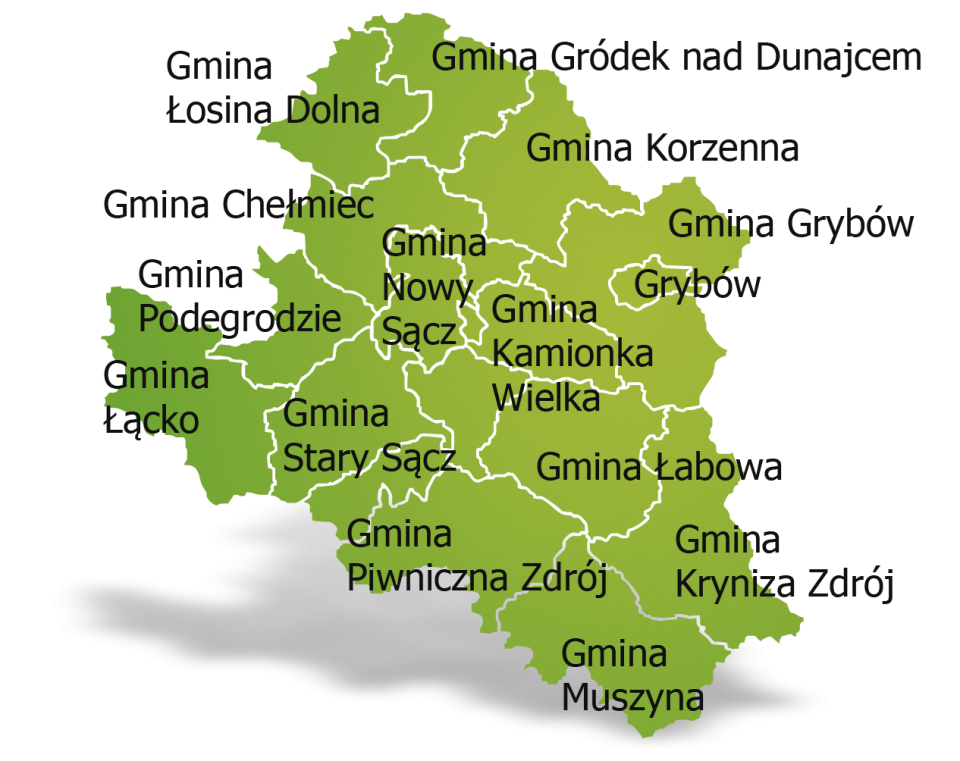 Gmina
Łosina Dolna
Gmina Gródek nad Dunajcem
Gmina Korzenna
Gmina Chełmiec
Gmina Grybów
Gmina
Nowy
Sącz
Gmina
Podegrodzie
Grybów
Gmina
Kamionka
Wielka
Gmina
Łącko
Gmina
Stary Sącz
Gmina Łabowa
Gmina
Piwniczna Zdrój
Gmina
Kryniza Zdrój
Gmina
Muszyna